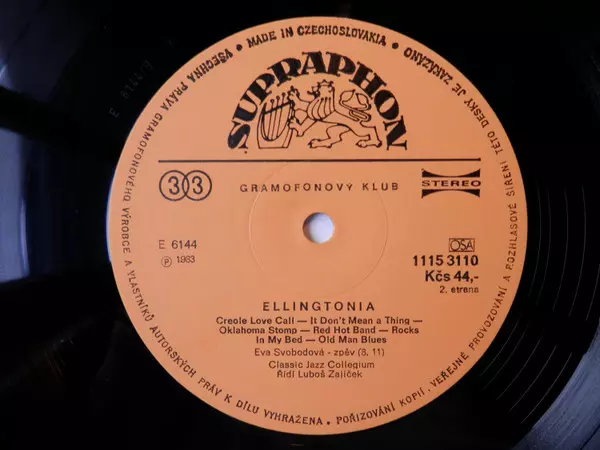 VŠECHNA PRÁVA GRAMOFONOVÉHO VÝROBCE A VLASTNÍKŮ AUTORSKÝCH PRÁV K DÍLU VYHRAŽENA • POŘIZOVÁNÍ KOPIÍ, VEŘEJNÉ PROVOZOVÁNÍ A ROZHLASOVÉ ŠÍŘENÍ TÉTO DESKY JE ZAKÁZÁNO • MADE IN CZECHOSLOVAKIA •
SUPRAPHON
33
GRAMOFONOVÝ KLUB
STEREO
E 6144
Ⓟ 1983
OSA
1115 3110
Kčs 44,-
2. strana
ELLINGTONIA
Creole Love Call — It Don't Mean a Thing —
Oklahoma Stomp — Red Hot Band — Rocks
In My Bed — Old Man Blues
Eva Svobodová - zpěv (8, 11)
Classic Jazz Collegium
Řídí Luboš Zajíček